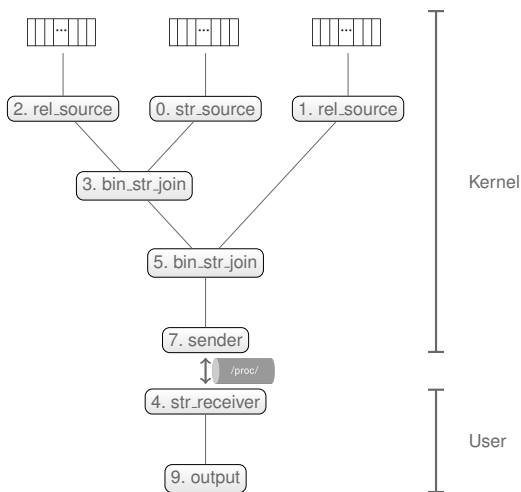 ...
...
...
2. rel_source
0. str_source
1. rel_source
3. bin_str_join
Kernel
5. bin_str_join
7. sender
/proc/
4. str_receiver
User
9. output